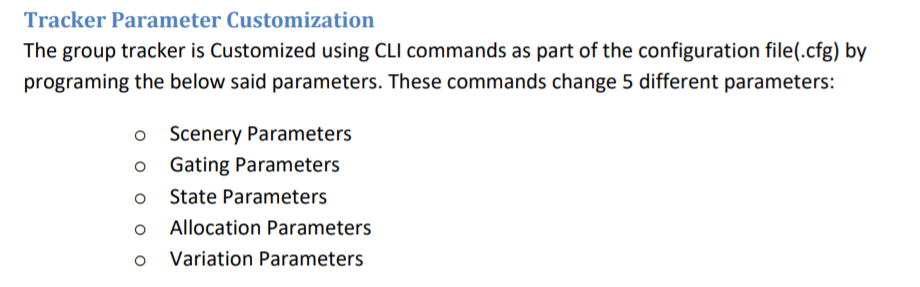 Tracker Parameter Customization
The group tracker is Customized using CLI commands as part of the configuration file(.cfg) by
programing the below said parameters. These commands change 5 different parameters:
o Scenery Parameters
o Gating Parameters
o State Parameters
o Allocation Parameters
o Variation Parameters